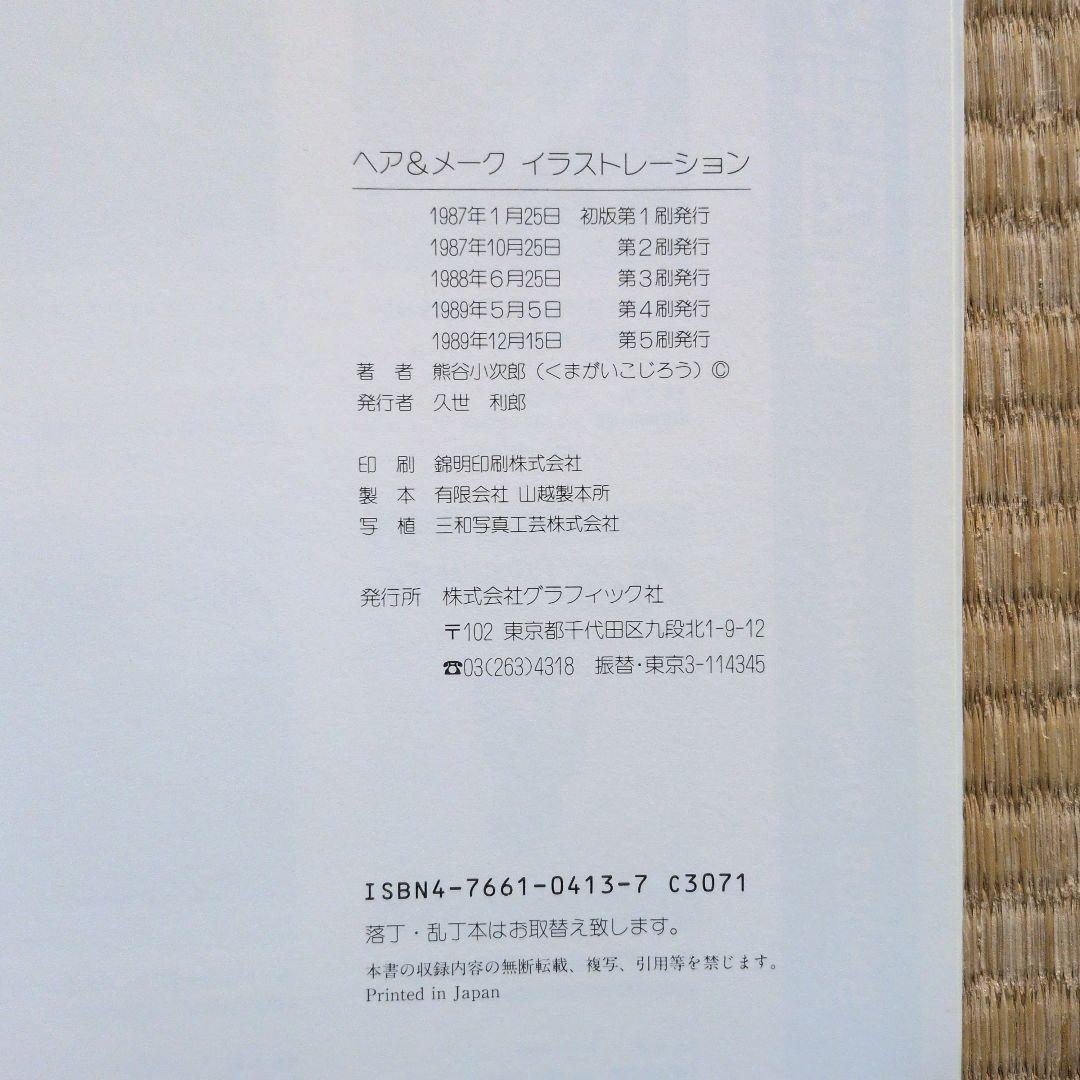 ヘア&メーク イラストレーション
1987年1月25日 初版第1刷発行
1987年10月25日 第2刷発行
1988年6月25日 第3刷発行
1989年5月5日 第4刷発行
1989年12月15日 第5刷発行
著 者 熊谷小次郎(くまがいこじろう)©
発行者 久世 利郎
印 刷 錦明印刷株式会社
製 本 有限会社 山越製本所
写 植 三和写真工芸株式会社
発行所 株式会社グラフィック社
〒102 東京都千代田区九段北1-9-12
☎03(263)4318 振替・東京3-114345
ISBN4-7661-0413-7 C3071
落丁・乱丁本はお取替え致します。
本書の収録内容の無断転載、複写、引用等を禁じます。
Printed in Japan